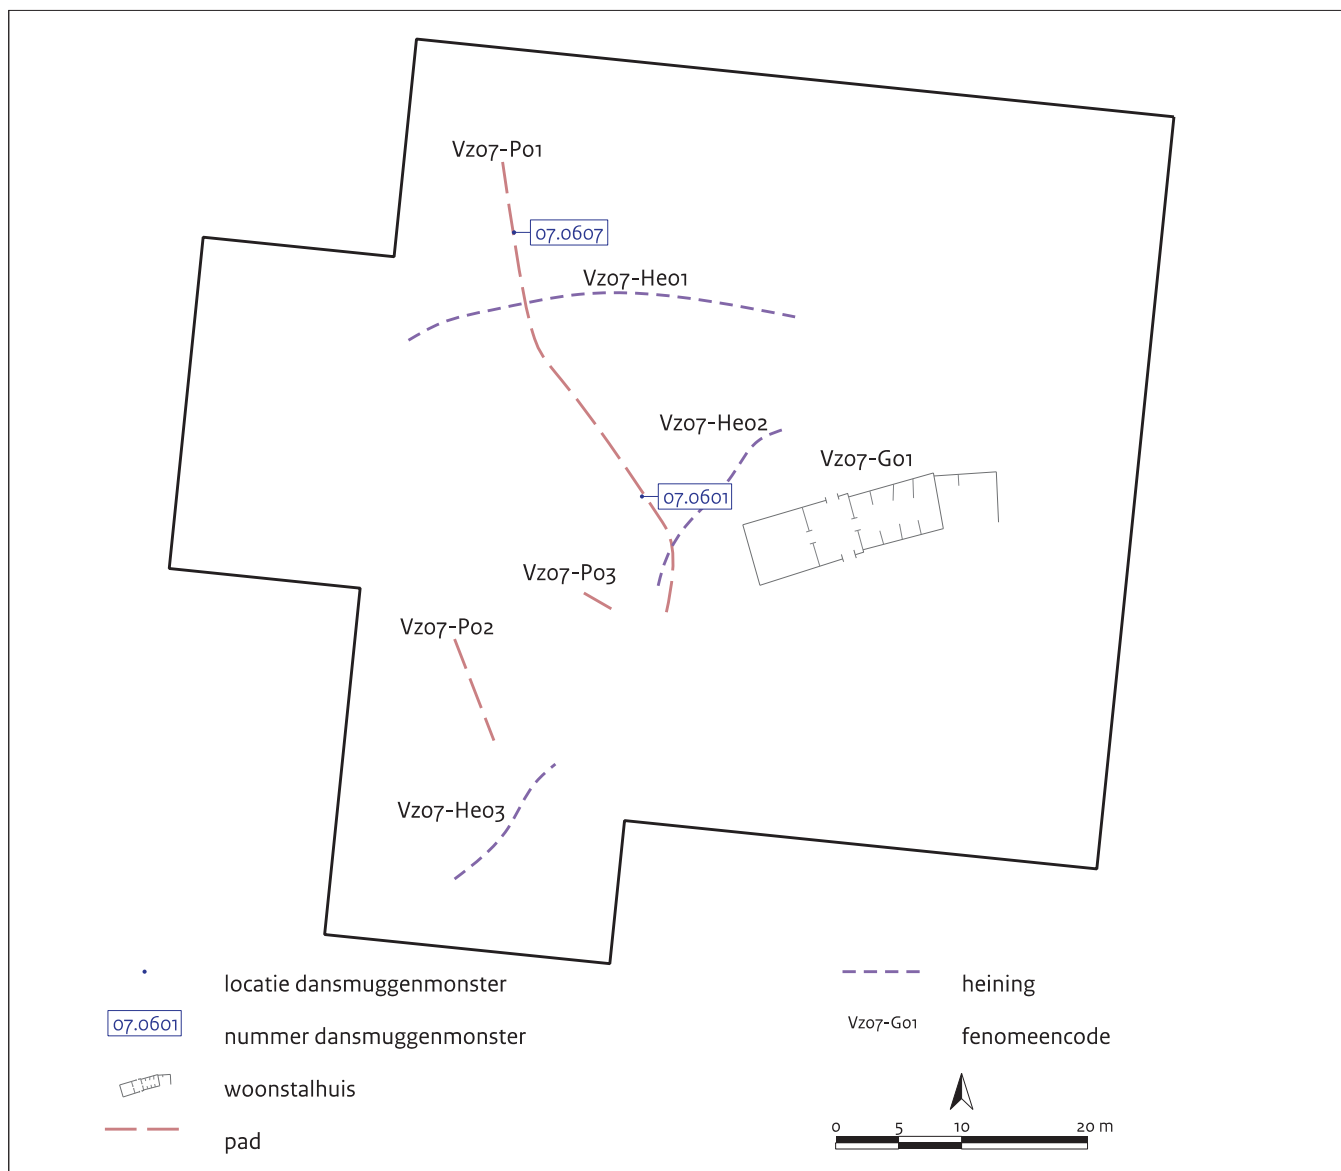 Vz07-P01
07.0607
Vz07-He01
Vz07-He02
Vz07-G01
07.0601
Vz07-P03
Vz07-P02
Vz07-He03
locatie dansmuggenmonster
07.0601 nummer dansmuggenmonster
woonstalhuis
pad
heining
Vz07-G01 fenomeencode
0 5 10 20 m